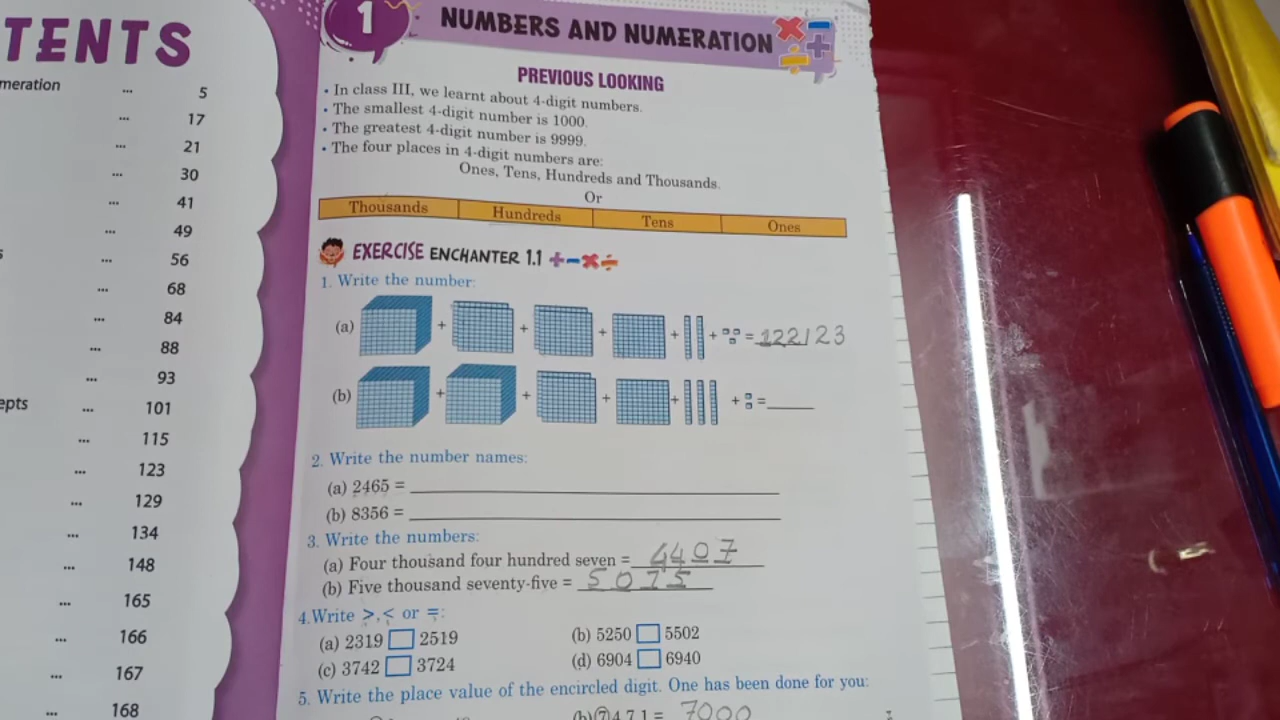 TENTS
meration ... 5
... 17
... 21
... 30
... 41
... 49
s ... 56
... 68
... 84
... 88
... 93
epts ... 101
... 115
... 123
... 129
... 134
... 148
... 165
... 166
... 167
... 168
1 NUMBERS AND NUMERATION
PREVIOUS LOOKING
• In class III, we learnt about 4-digit numbers.
• The smallest 4-digit number is 1000.
• The greatest 4-digit number is 9999.
• The four places in 4-digit numbers are:
Ones, Tens, Hundreds and Thousands.
Or
Thousands Hundreds Tens Ones
EXERCISE ENCHANTER 1.1 + − × ÷
1. Write the number:
(a) + + + + + = 122123
(b) + + + + + = ______
2. Write the number names:
(a) 2465 = ______
(b) 8356 = ______
3. Write the numbers:
(a) Four thousand four hundred seven = 4407
(b) Five thousand seventy-five = 5075
4.Write >,< or =:
(a) 2319 □ 2519 (b) 5250 □ 5502
(c) 3742 □ 3724 (d) 6904 □ 6940
5. Write the place value of the encircled digit. One has been done for you:
(b) ⑦471 = 7000